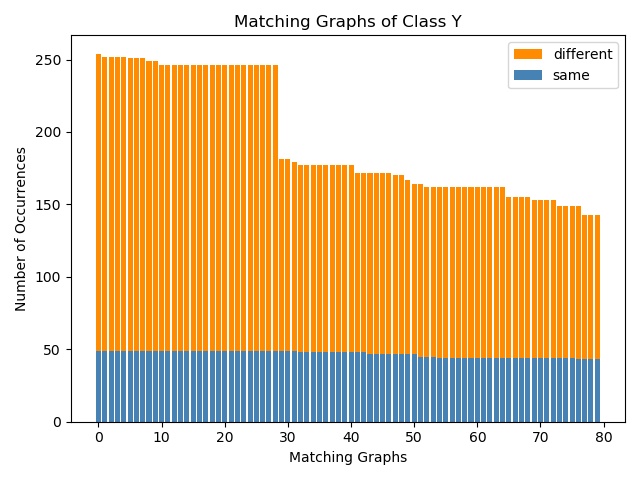 Matching Graphs of Class Y
different
same
Number of Occurrences
250
200
150
100
50
0
0 10 20 30 40 50 60 70 80
Matching Graphs